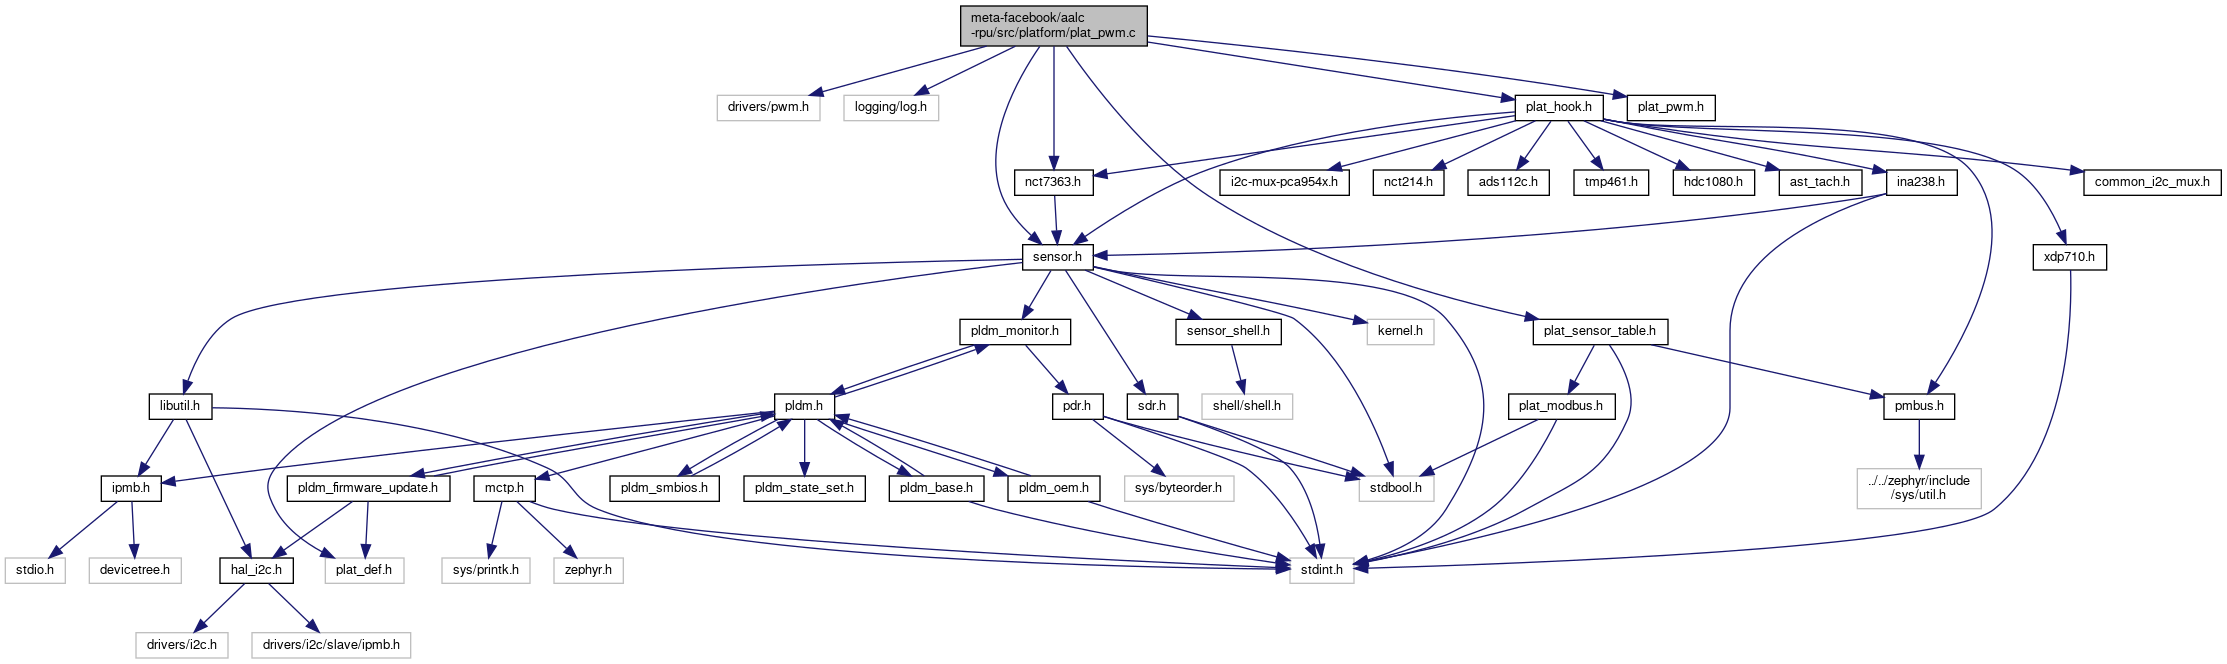 meta-facebook/aalc
-rpu/src/platform/plat_pwm.c
drivers/pwm.h
logging/log.h
plat_hook.h
plat_pwm.h
nct7363.h
i2c-mux-pca954x.h
nct214.h
ads112c.h
tmp461.h
hdc1080.h
ast_tach.h
ina238.h
common_i2c_mux.h
sensor.h
xdp710.h
pldm_monitor.h
sensor_shell.h
kernel.h
plat_sensor_table.h
libutil.h
pldm.h
pdr.h
sdr.h
shell/shell.h
plat_modbus.h
pmbus.h
ipmb.h
pldm_firmware_update.h
mctp.h
pldm_smbios.h
pldm_state_set.h
pldm_base.h
pldm_oem.h
sys/byteorder.h
stdbool.h
../../zephyr/include
/sys/util.h
stdio.h
devicetree.h
hal_i2c.h
plat_def.h
sys/printk.h
zephyr.h
stdint.h
drivers/i2c.h
drivers/i2c/slave/ipmb.h